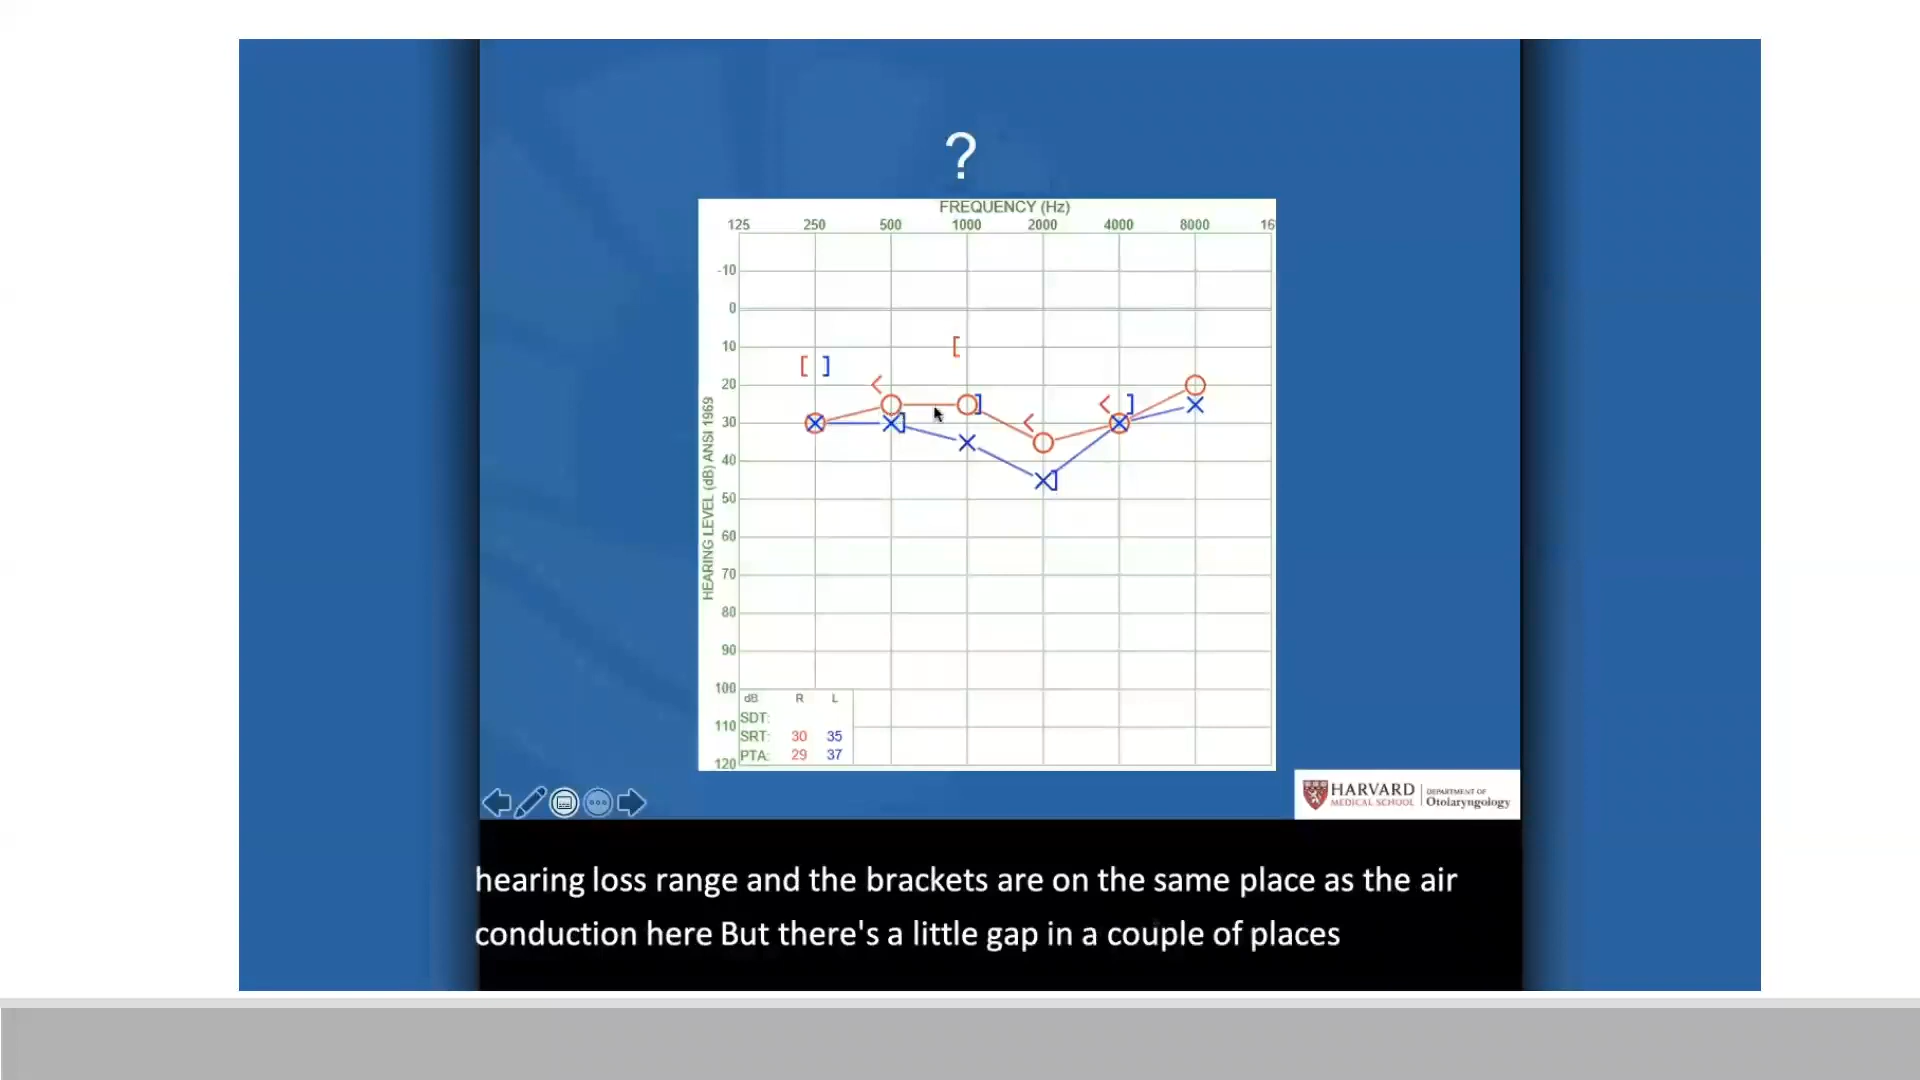 ?
FREQUENCY (Hz)
125 250 500 1000 2000 4000 8000 16
HEARING LEVEL (dB) ANSI 1969
-10
0
10
20
30
40
50
60
70
80
90
100
110
120
dB R L
SDT:
SRT: 30 35
PTA: 29 37
HARVARD
MEDICAL SCHOOL
DEPARTMENT OF
Otolaryngology
hearing loss range and the brackets are on the same place as the air
conduction here But there's a little gap in a couple of places